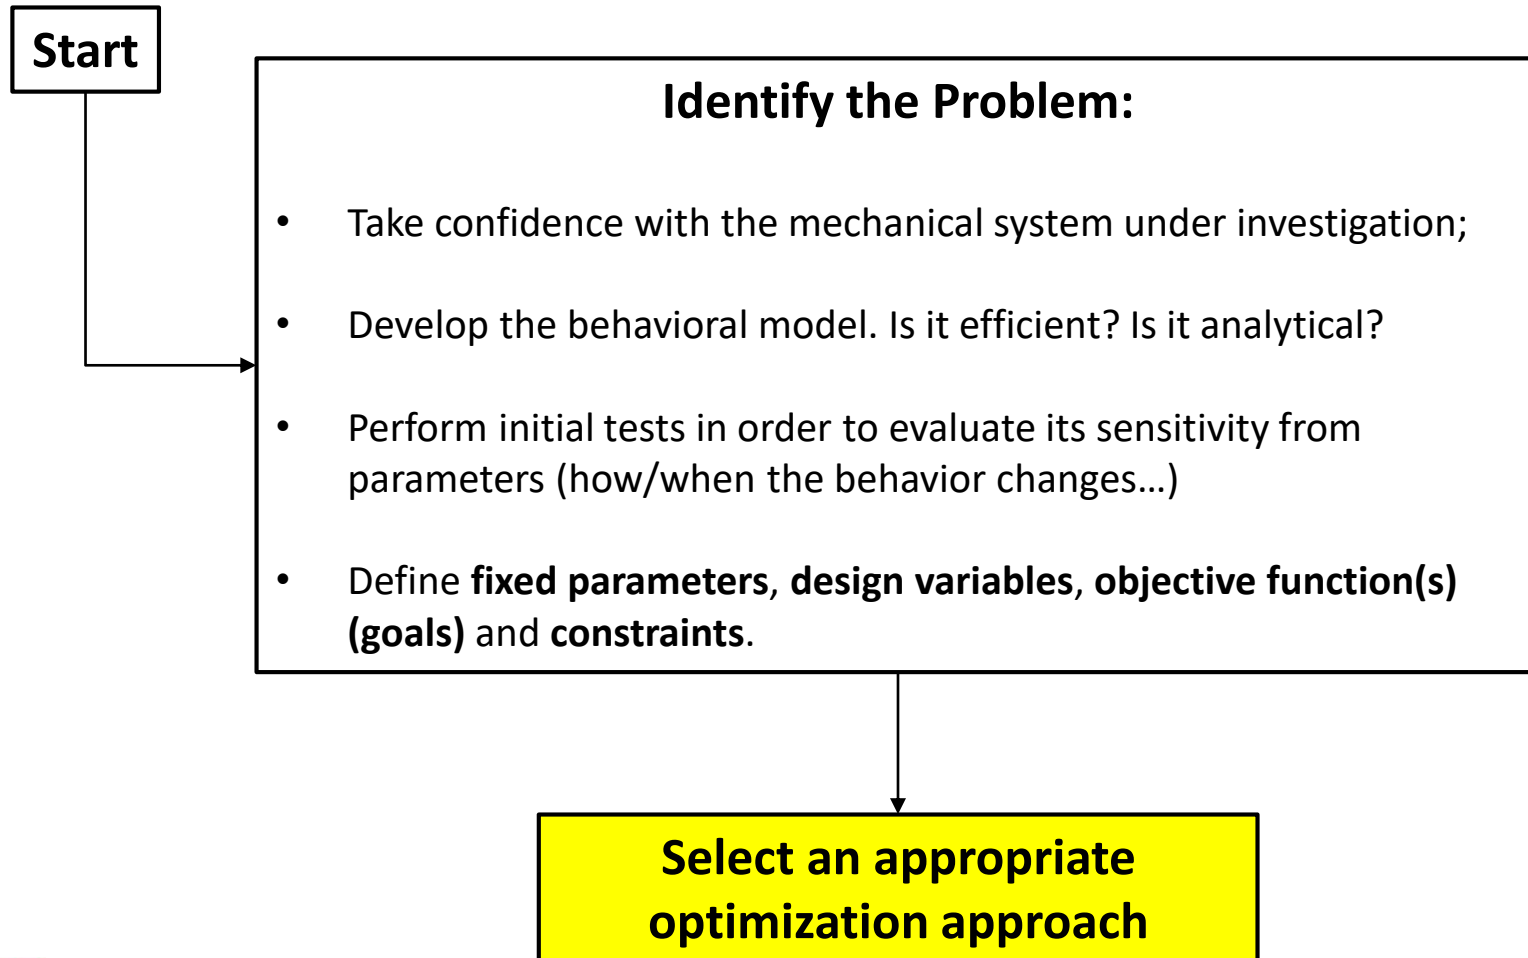 Start
Identify the Problem:
• Take confidence with the mechanical system under investigation;
• Develop the behavioral model. Is it efficient? Is it analytical?
• Perform initial tests in order to evaluate its sensitivity from
parameters (how/when the behavior changes…)
• Define fixed parameters, design variables, objective function(s)
(goals) and constraints.
Select an appropriate
optimization approach